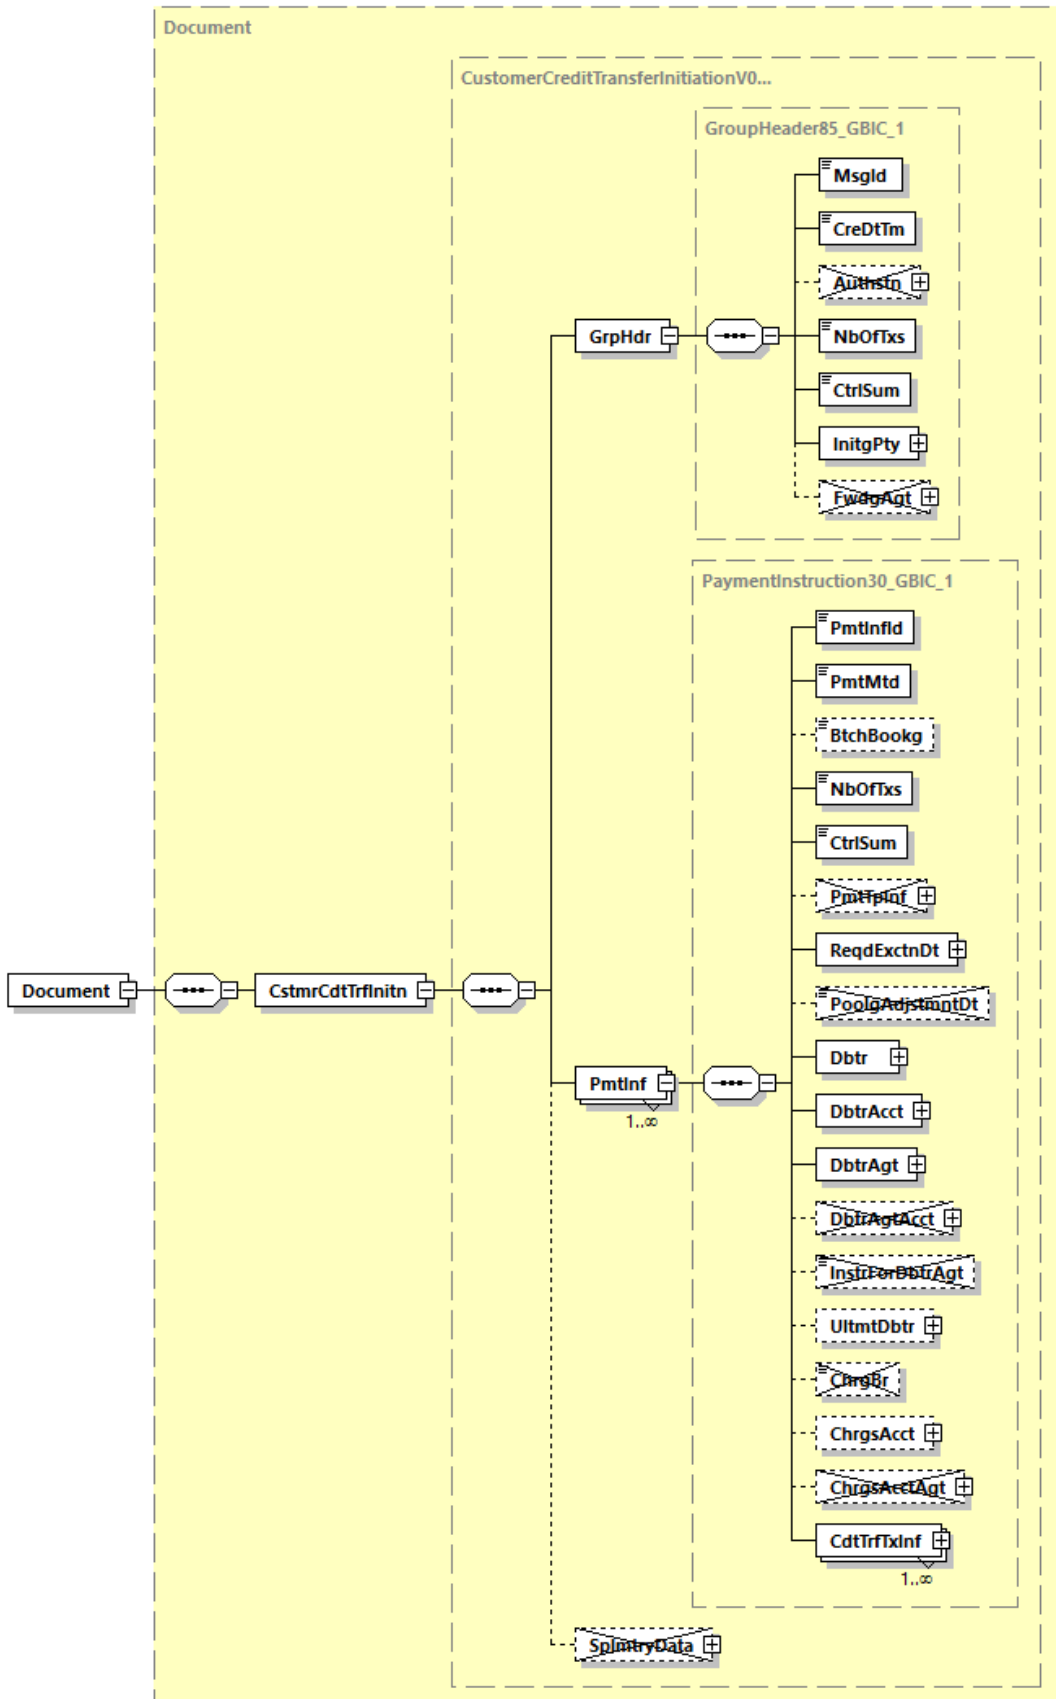 Document
CustomerCreditTransferInitiationV0...
GroupHeader85_GBIC_1
MsgId
CreDtTm
Authstn
GrpHdr
NbOfTxs
CtrlSum
InitgPty
FwdgAgt
PaymentInstruction30_GBIC_1
PmtInfId
PmtMtd
BtchBookg
NbOfTxs
CtrlSum
PmtTpInf
ReqdExctnDt
Document
CstmrCdtTrfInitn
PoolgAdjstmntDt
Dbtr
PmtInf
1..∞
DbtrAcct
DbtrAgt
DbtrAgtAcct
InstrForDbtrAgt
UltmtDbtr
ChrgBr
ChrgsAcct
ChrgsAcctAgt
CdtTrfTxInf
1..∞
SplmtryData